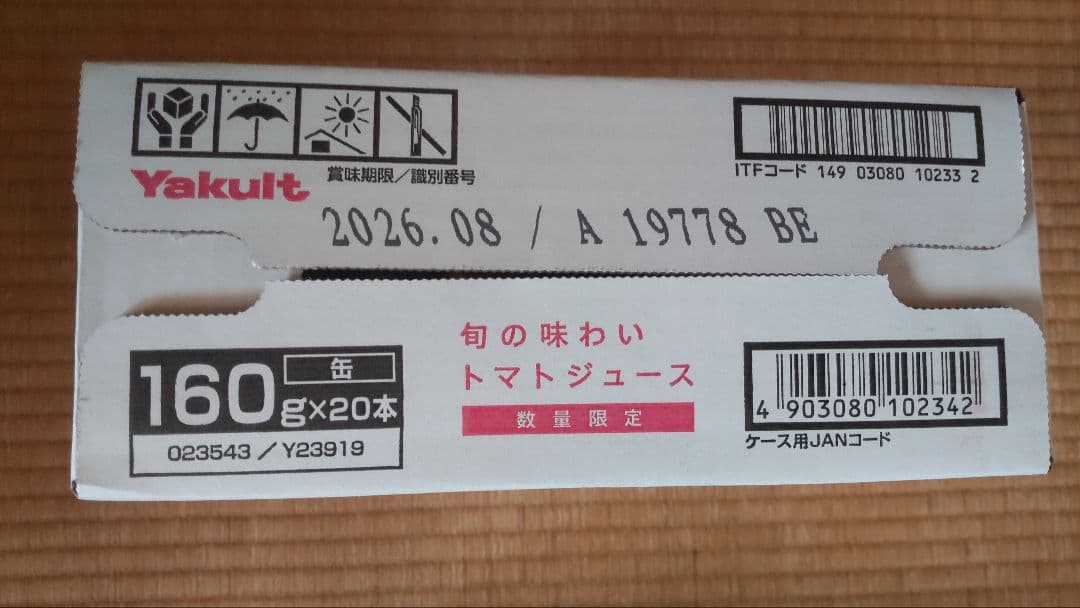 Yakult
賞味期限／識別番号
2026.08 / A 19778 BE
ITFコード 149 03080 10233 2
160g×20本
缶
023543／Y23919
旬の味わい
トマトジュース
数量限定
4 903080 102342
ケース用JANコード